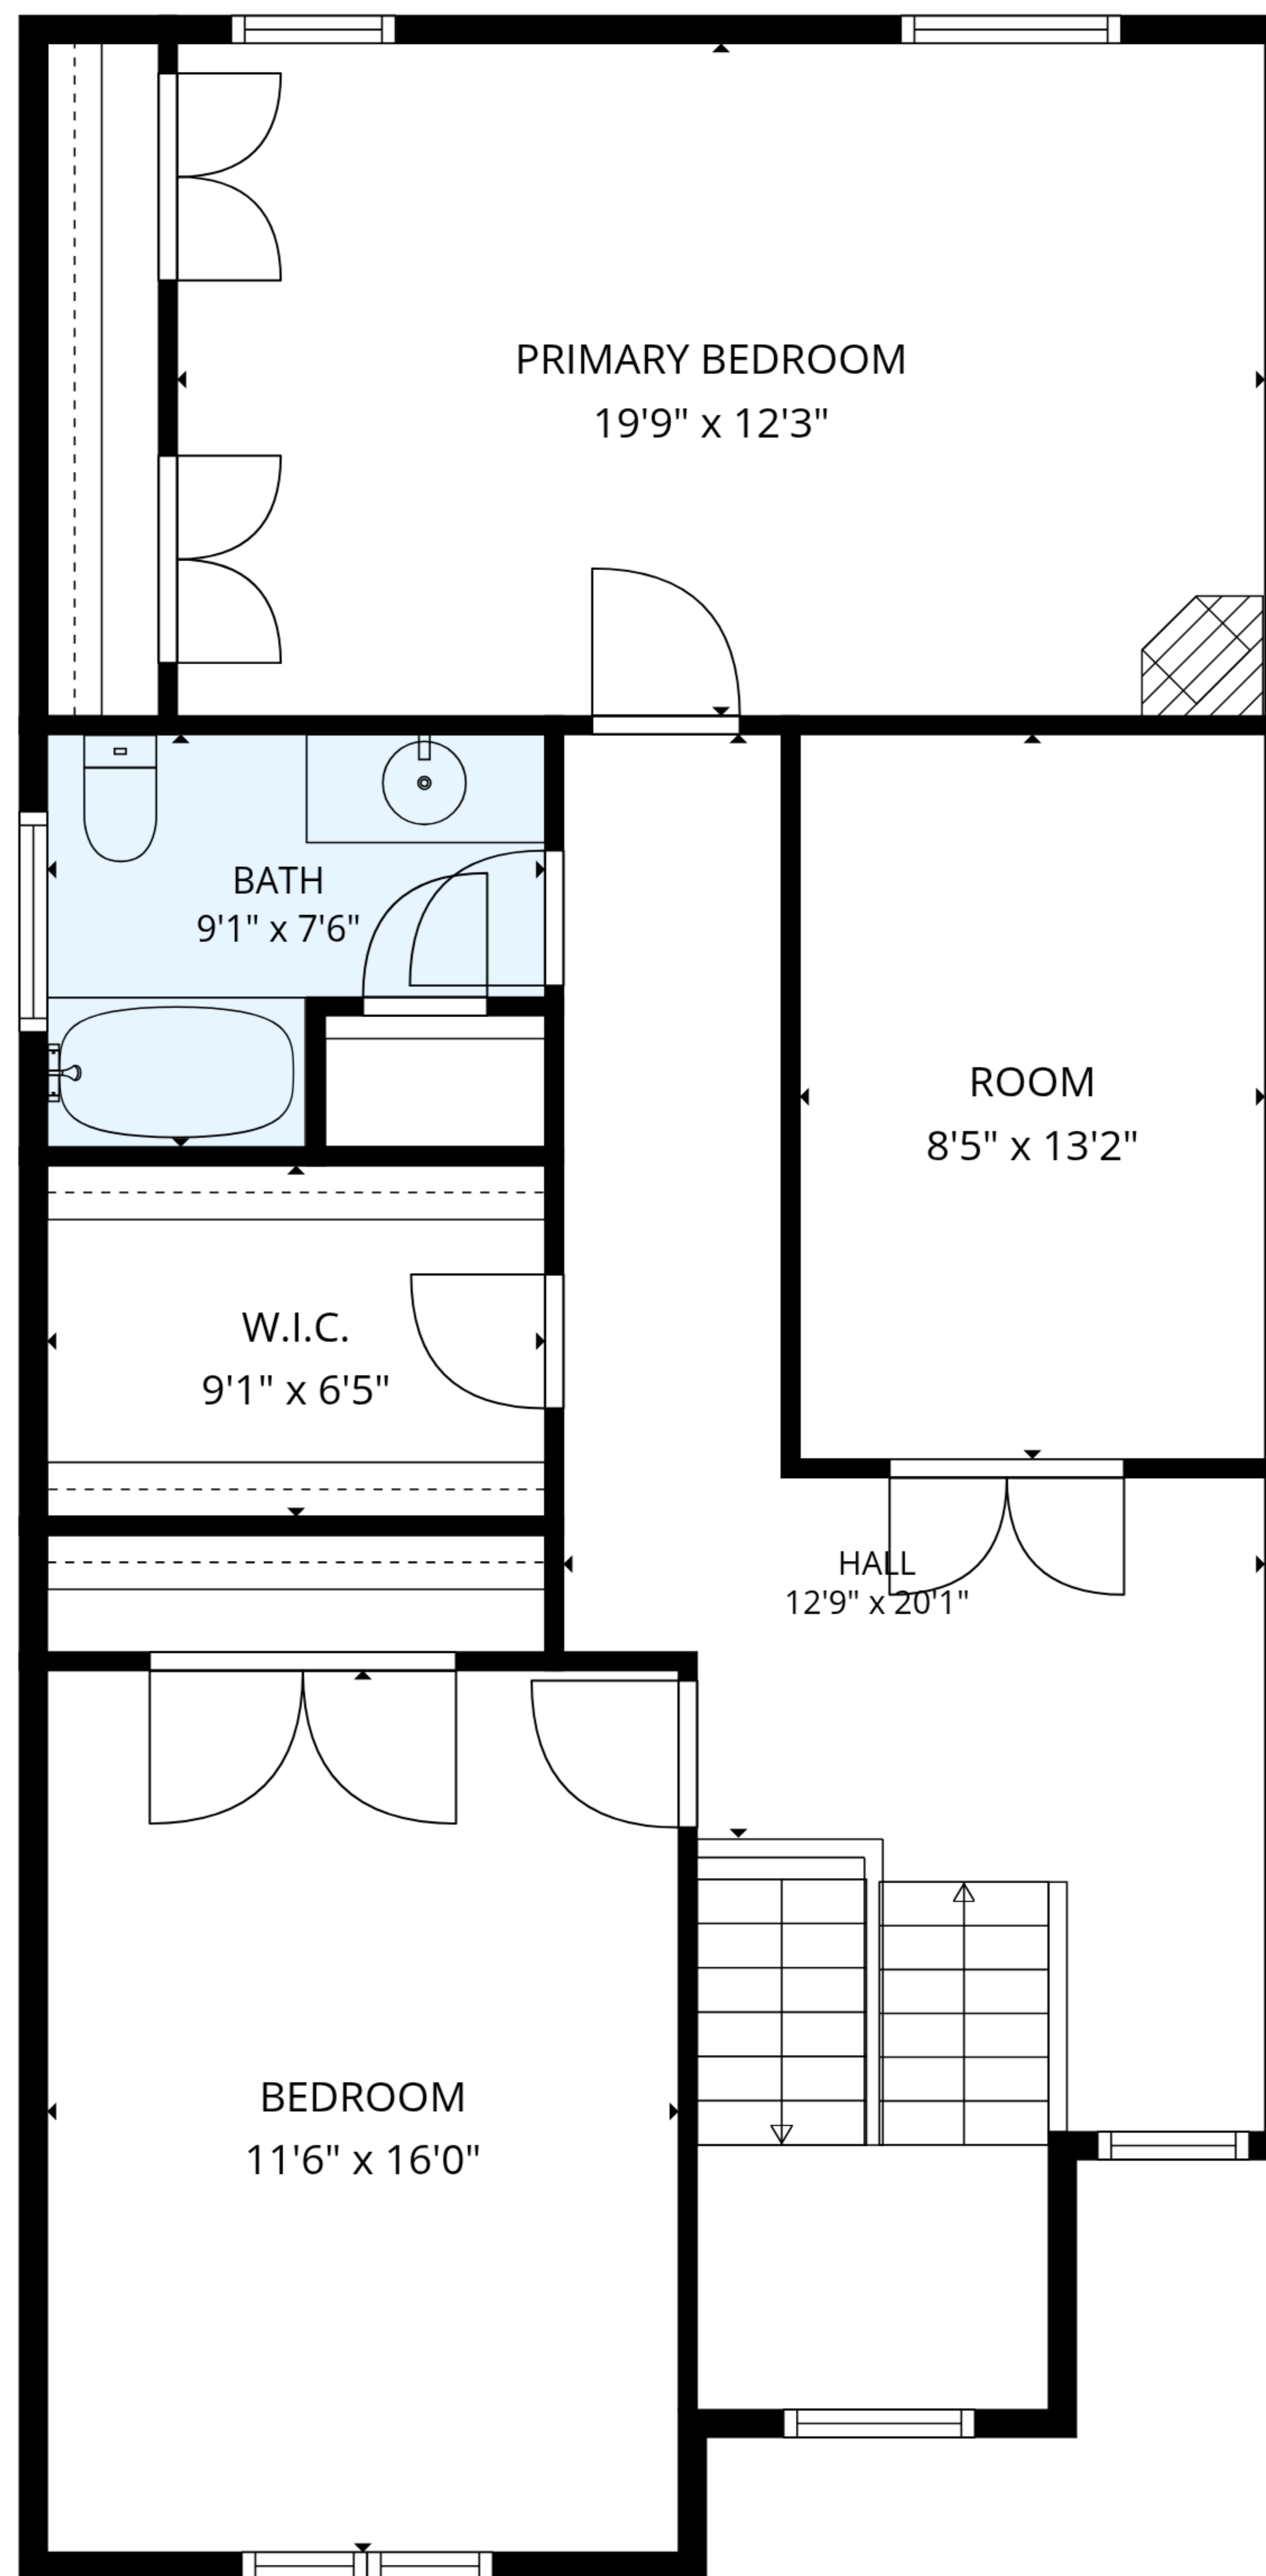 PRIMARY BEDROOM
19'9" x 12'3"
BATH
9'1" x 7'6"
ROOM
8'5" x 13'2"
W.I.C.
9'1" x 6'5"
HALL
12'9" x 20'1"
BEDROOM
11'6" x 16'0"